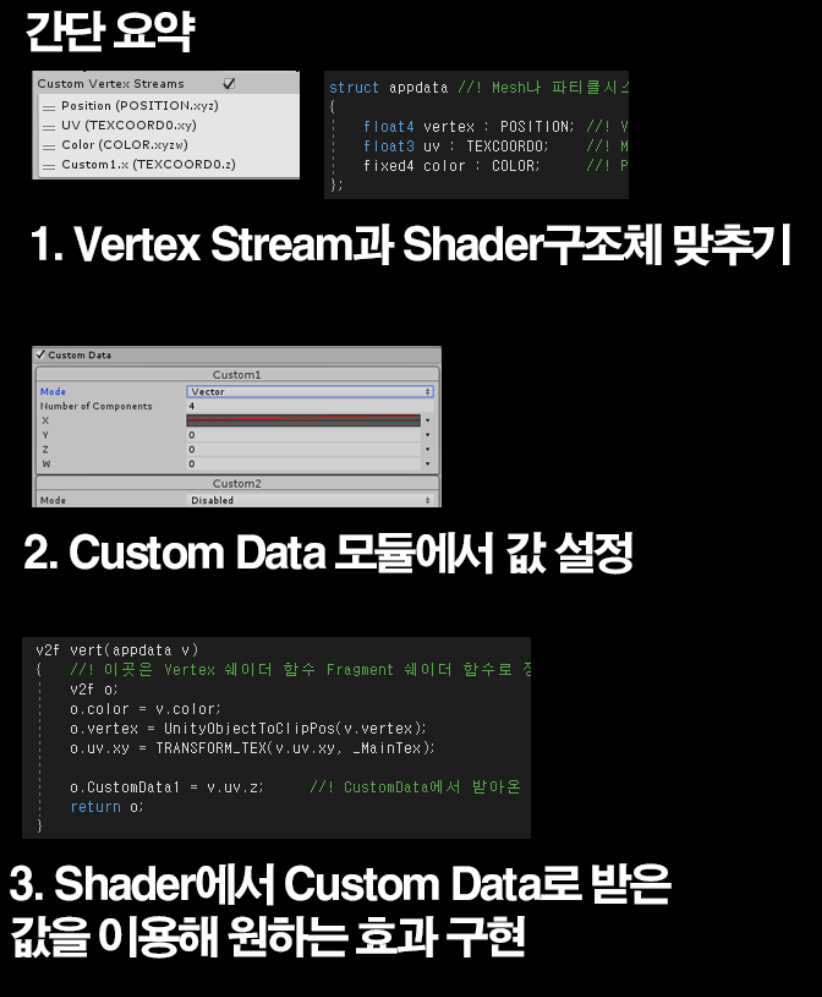 간단 요약
Custom Vertex Streams
Position (POSITION.xyz)
UV (TEXCOORD0.xy)
Color (COLOR.xyzw)
Custom1.x (TEXCOORD0.z)
struct appdata //! Mesh나 파티클시스
{
float4 vertex : POSITION; //! V
float3 uv : TEXCOORD0; //! M
fixed4 color : COLOR; //! P
};
1. Vertex Stream과 Shader구조체 맞추기
Custom Data
Custom1
Mode Vector
Number of Components 4
X
Y 0
Z 0
W 0
Custom2
Mode Disabled
2. Custom Data 모듈에서 값 설정
v2f vert(appdata v)
{ //! 이곳은 Vertex 쉐이더 함수 Fragment 쉐이더 함수로
v2f o;
o.color = v.color;
o.vertex = UnityObjectToClipPos(v.vertex);
o.uv.xy = TRANSFORM_TEX(v.uv.xy, _MainTex);
o.CustomData1 = v.uv.z; //! CustomData에서 받아온
return o;
}
3. Shader에서 Custom Data로 받은
값을 이용해 원하는 효과 구현